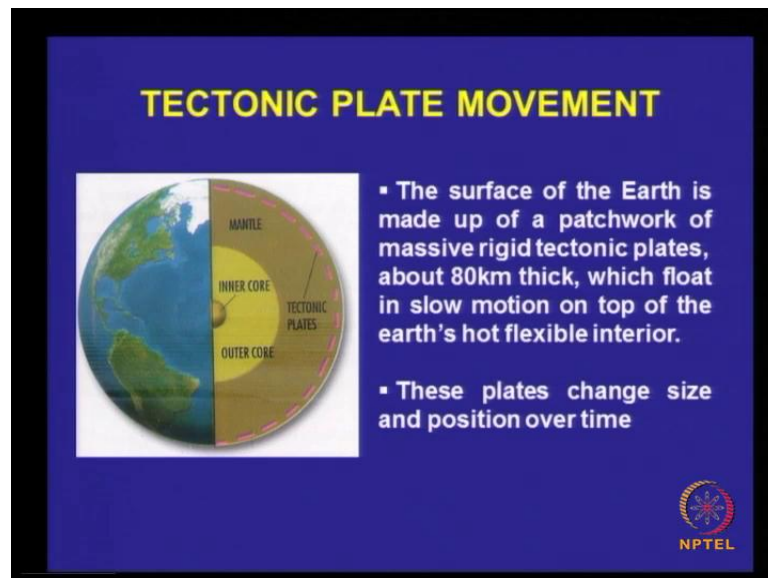 TECTONIC PLATE MOVEMENT
MANTLE
INNER CORE
TECTONIC
PLATES
OUTER CORE
▪ The surface of the Earth is
made up of a patchwork of
massive rigid tectonic plates,
about 80km thick, which float
in slow motion on top of the
earth's hot flexible interior.
▪ These plates change size
and position over time
NPTEL